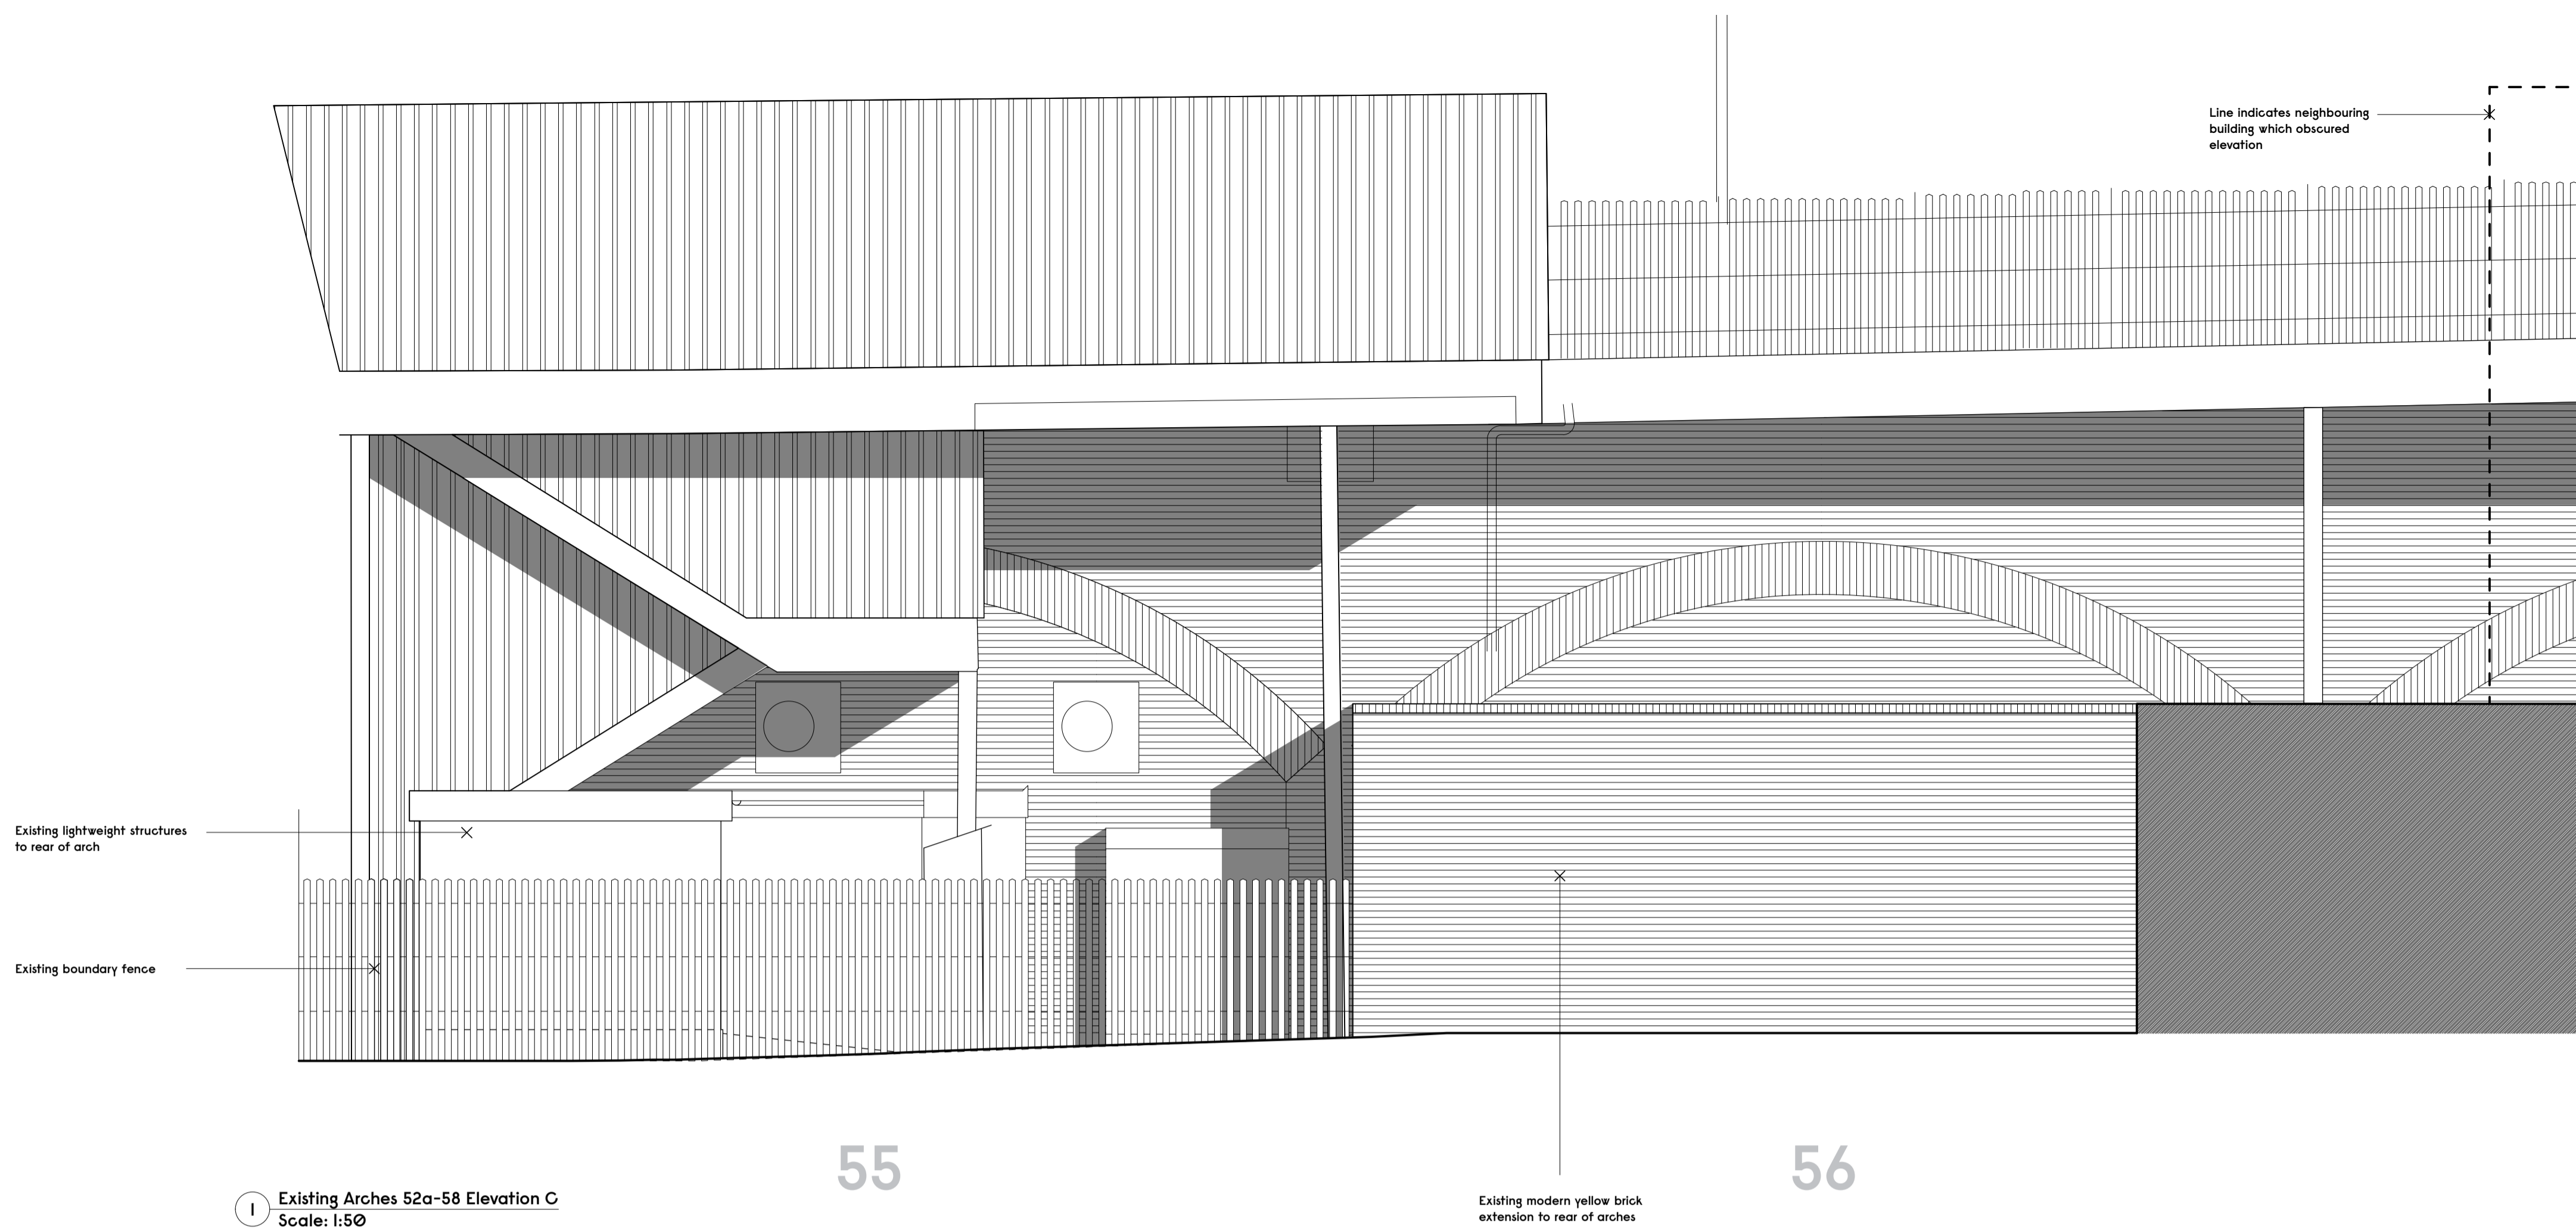 Line indicates neighbouring
building which obscured
elevation
Existing lightweight structures
to rear of arch
Existing boundary fence
55
56
1
Existing Arches 52a-58 Elevation C
Scale: 1:50
Existing modern yellow brick
extension to rear of arches